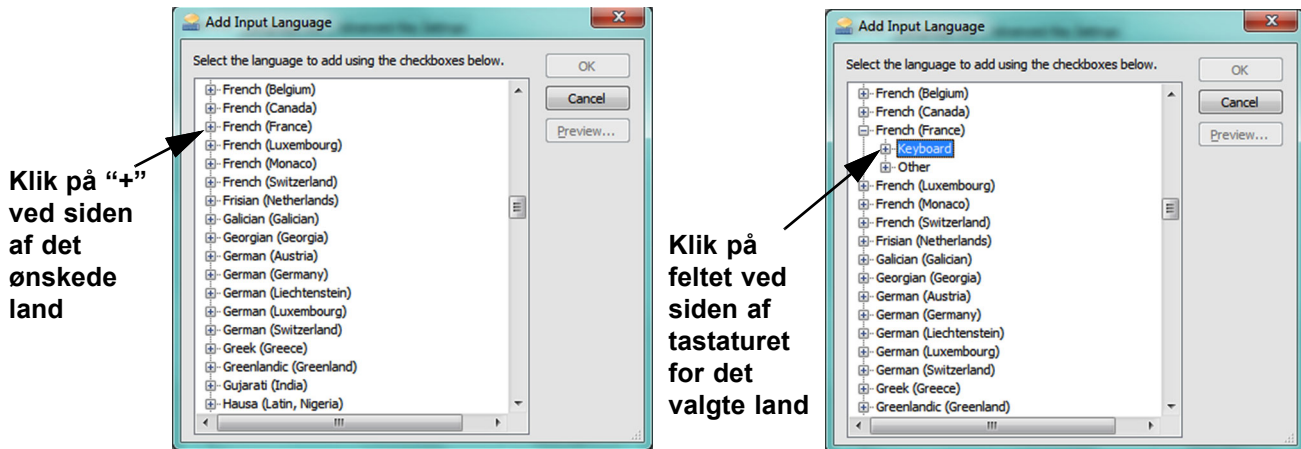 Add Input Language
Select the language to add using the checkboxes below.
French (Belgium)
French (Canada)
French (France)
French (Luxembourg)
French (Monaco)
French (Switzerland)
Frisian (Netherlands)
Galician (Galician)
Georgian (Georgia)
German (Austria)
German (Germany)
German (Liechtenstein)
German (Luxembourg)
German (Switzerland)
Greek (Greece)
Greenlandic (Greenland)
Gujarati (India)
Hausa (Latin, Nigeria)
OK
Cancel
Preview...
Klik på “+”
ved siden
af det
ønskede
land
Add Input Language
Select the language to add using the checkboxes below.
French (Belgium)
French (Canada)
French (France)
Keyboard
Other
French (Luxembourg)
French (Monaco)
French (Switzerland)
Frisian (Netherlands)
Galician (Galician)
Georgian (Georgia)
German (Austria)
German (Germany)
German (Liechtenstein)
German (Luxembourg)
German (Switzerland)
Greek (Greece)
Greenlandic (Greenland)
OK
Cancel
Preview...
Klik på
feltet ved
siden af
tastaturet
for det
valgte land